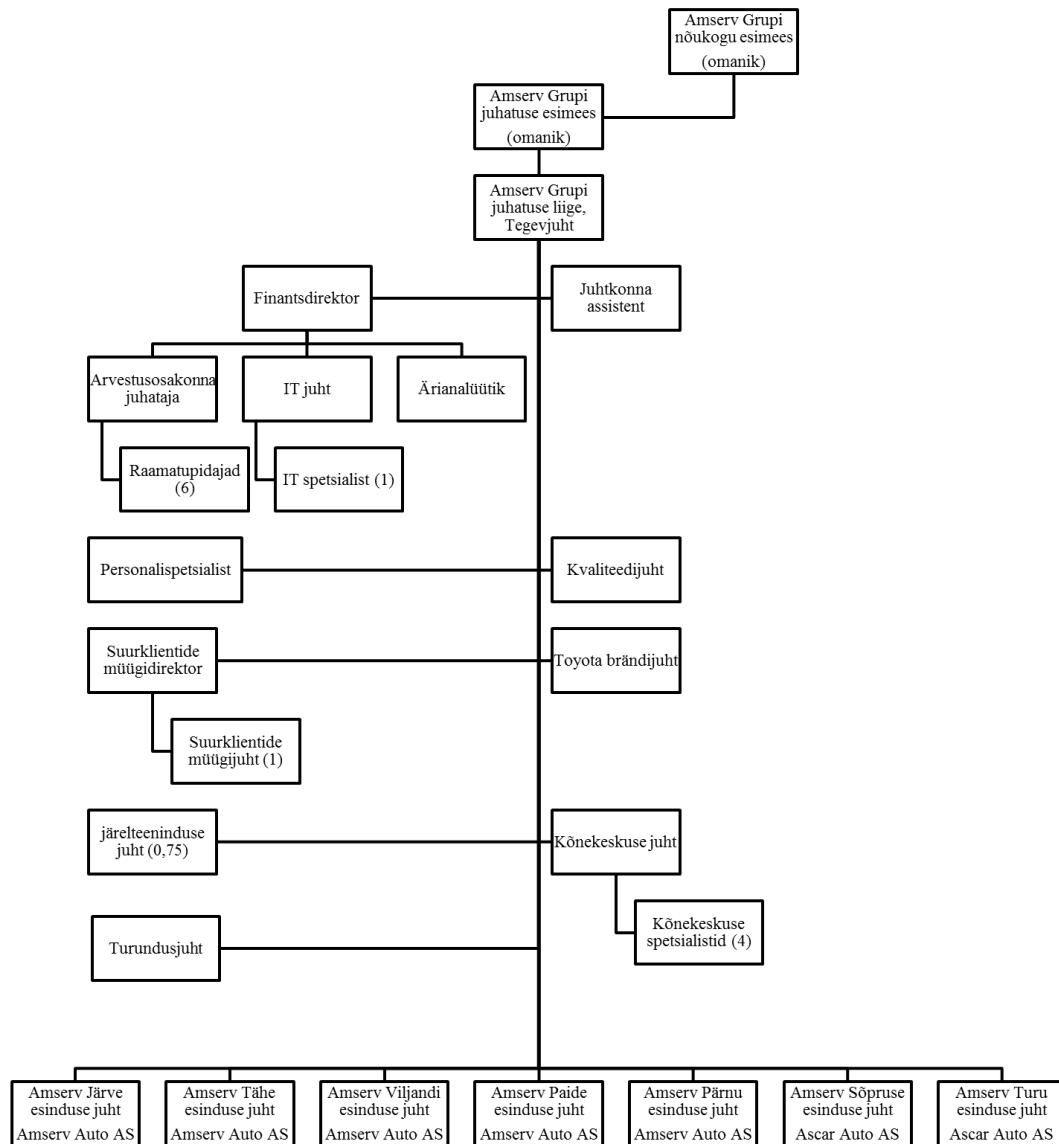 Amserv Grupi
nõukogu esimees
(omanik)
Amserv Grupi
juhatuse esimees
(omanik)
Amserv Grupi
juhatuse liige,
Tegevjuht
Finantsdirektor
Juhtkonna
assistent
Arvestusosakonna
juhataja
IT juht
Ärianalüütik
Raamatupidajad
(6)
IT spetsialist (1)
Personalispetsialist
Kvaliteedijuht
Suurklientide
müügidirektor
Toyota brändijuht
Suurklientide
müügijuht (1)
järelteeninduse
juht (0,75)
Kõnekeskuse juht
Kõnekeskuse
spetsialistid (4)
Turundusjuht
Amserv Järve
esinduse juht
Amserv Auto AS
Amserv Tähe
esinduse juht
Amserv Auto AS
Amserv Viljandi
esinduse juht
Amserv Auto AS
Amserv Paide
esinduse juht
Amserv Auto AS
Amserv Pärnu
esinduse juht
Amserv Auto AS
Amserv Sõpruse
esinduse juht
Ascar Auto AS
Amserv Turu
esinduse juht
Ascar Auto AS